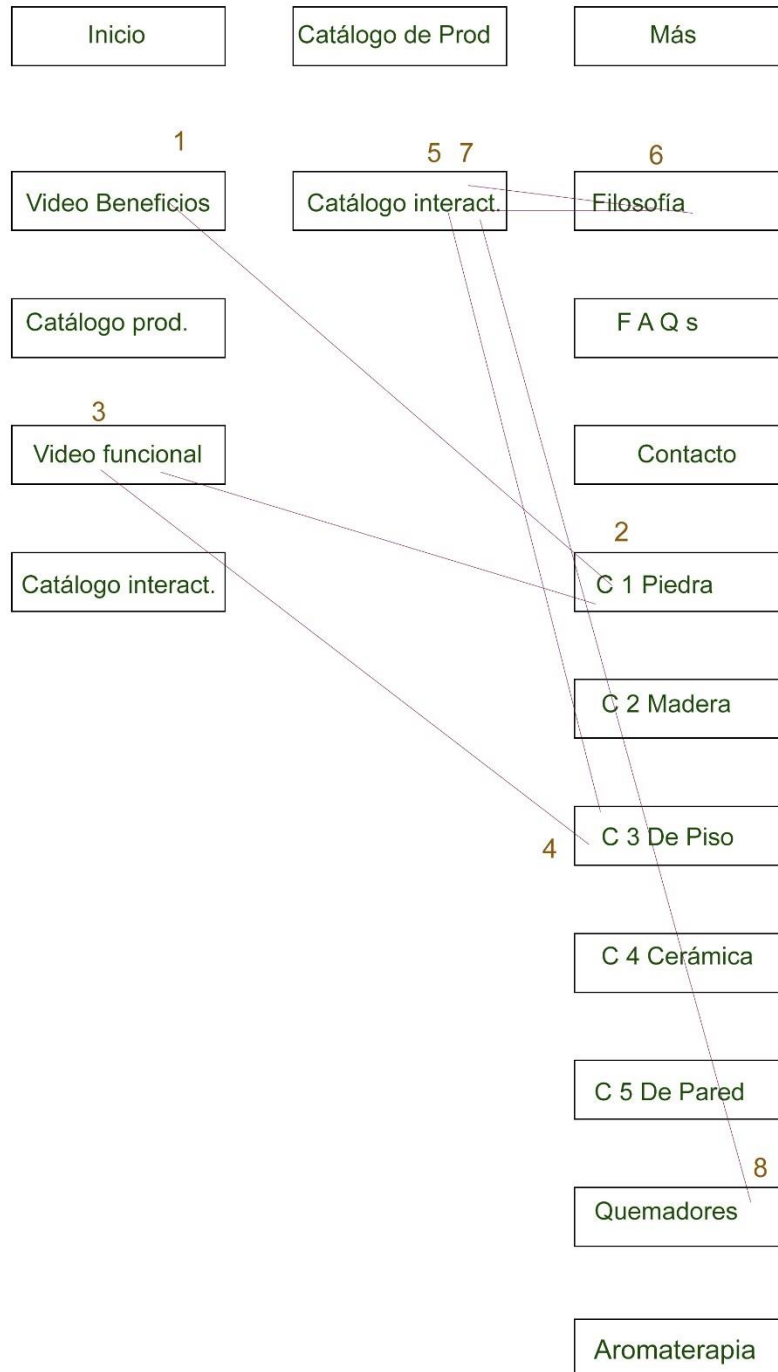 Inicio
Catálogo de Prod
Más
1
5
7
6
Video Beneficios
Catálogo interact.
Filosofía
Catálogo prod.
F A Q s
3
Video funcional
Contacto
2
Catálogo interact.
C 1 Piedra
C 2 Madera
C 3 De Piso
4
C 4 Cerámica
C 5 De Pared
8
Quemadores
Aromaterapia